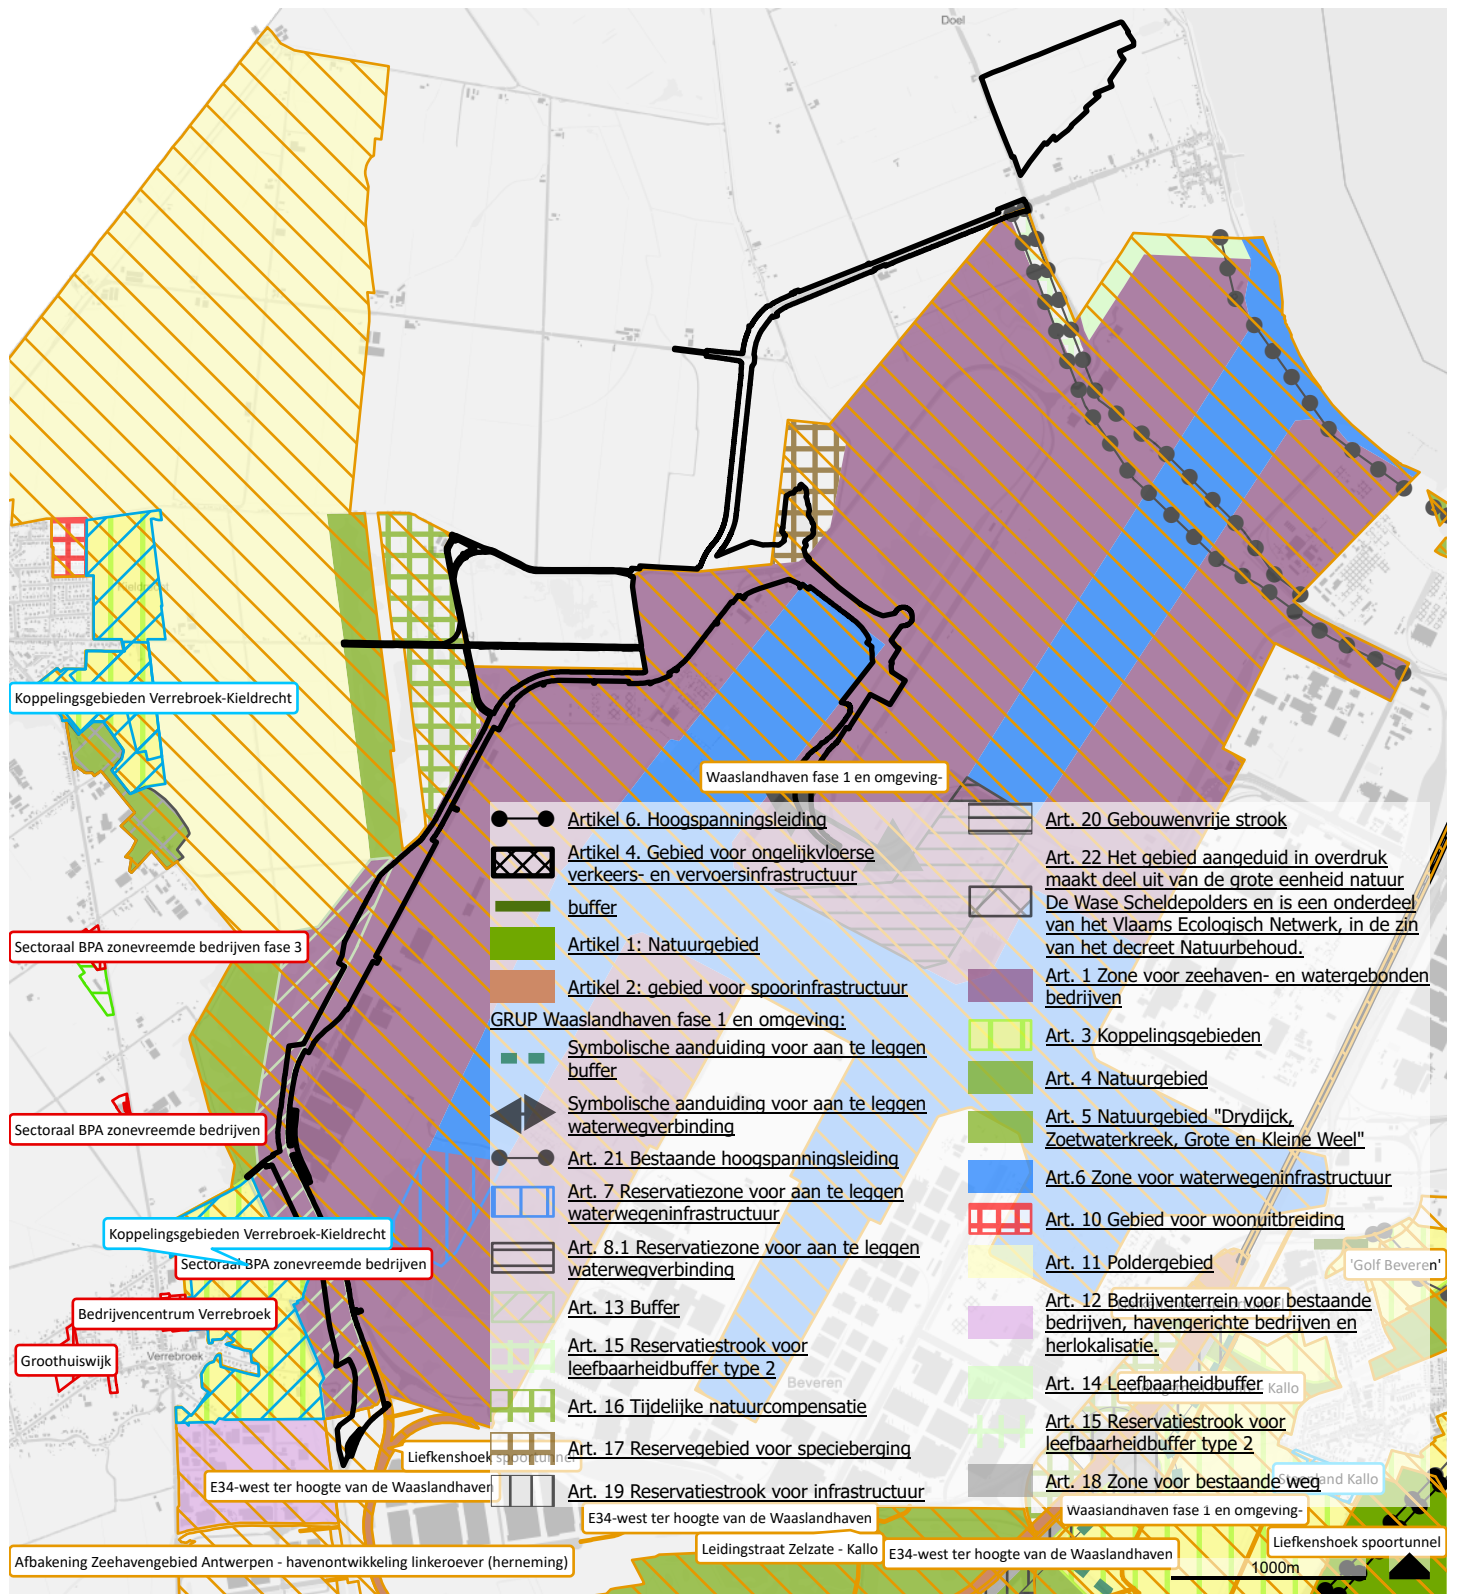 Doel
Kieldrecht
Koppelingsgebieden Verrebroek-Kieldrecht
Waaslandhaven fase 1 en omgeving-
Sectoraal BPA zonevreemde bedrijven fase 3
Sectoraal BPA zonevreemde bedrijven
Koppelingsgebieden Verrebroek-Kieldrecht
Sectoraal BPA zonevreemde bedrijven
Bedrijvencentrum Verrebroek
Groothuiswijk
Verrebroek
Artikel 6. Hoogspanningsleiding
Artikel 4. Gebied voor ongelijkvloerse
verkeers- en vervoersinfrastructuur
buffer
Artikel 1: Natuurgebied
Artikel 2: gebied voor spoorinfrastructuur
GRUP Waaslandhaven fase 1 en omgeving:
Symbolische aanduiding voor aan te leggen
buffer
Symbolische aanduiding voor aan te leggen
waterwegverbinding
Art. 21 Bestaande hoogspanningsleiding
Art. 7 Reservatiezone voor aan te leggen
waterwegeninfrastructuur
Art. 8.1 Reservatiezone voor aan te leggen
waterwegverbinding
Art. 13 Buffer
Art. 15 Reservatiestrook voor
leefbaarheidbuffer type 2
Art. 16 Tijdelijke natuurcompensatie
Art. 17 Reservegebied voor specieberging
Art. 19 Reservatiestrook voor infrastructuur
Art. 20 Gebouwenvrije strook
Art. 22 Het gebied aangeduid in overdruk
maakt deel uit van de grote eenheid natuur
De Wase Scheldepolders en is een onderdeel
van het Vlaams Ecologisch Netwerk, in de zin
van het decreet Natuurbehoud.
Art. 1 Zone voor zeehaven- en watergebonden
bedrijven
Art. 3 Koppelingsgebieden
Art. 4 Natuurgebied
Art. 5 Natuurgebied "Drydijck,
Zoetwaterkreek, Grote en Kleine Weel"
Art.6 Zone voor waterwegeninfrastructuur
Art. 10 Gebied voor woonuitbreiding
Art. 11 Poldergebied
Art. 12 Bedrijventerrein voor bestaande
bedrijven, havengerichte bedrijven en
herlokalisatie.
Art. 14 Leefbaarheidbuffer
Art. 15 Reservatiestrook voor
leefbaarheidbuffer type 2
Art. 18 Zone voor bestaande weg
'Golf Beveren'
Beveren
Kallo
Steenland Kallo
Liefkenshoek spoortunnel
E34-west ter hoogte van de Waaslandhaven
E34-west ter hoogte van de Waaslandhaven
Waaslandhaven fase 1 en omgeving-
Leidingstraat Zelzate - Kallo
E34-west ter hoogte van de Waaslandhaven
Liefkenshoek spoortunnel
Afbakening Zeehavengebied Antwerpen - havenontwikkeling linkeroever (herneming)
1000m